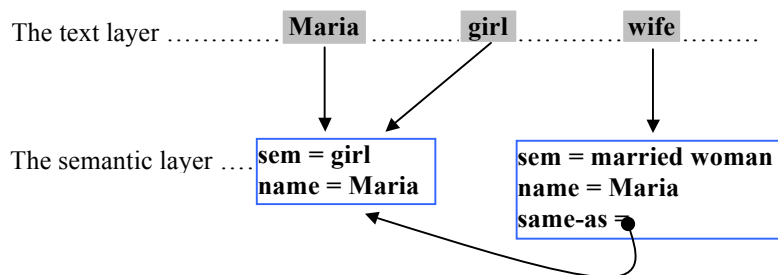 The text layer ……………… Maria ……………… girl ……………… wife ………………
The semantic layer …..
sem = girl
name = Maria
sem = married woman
name = Maria
same-as =